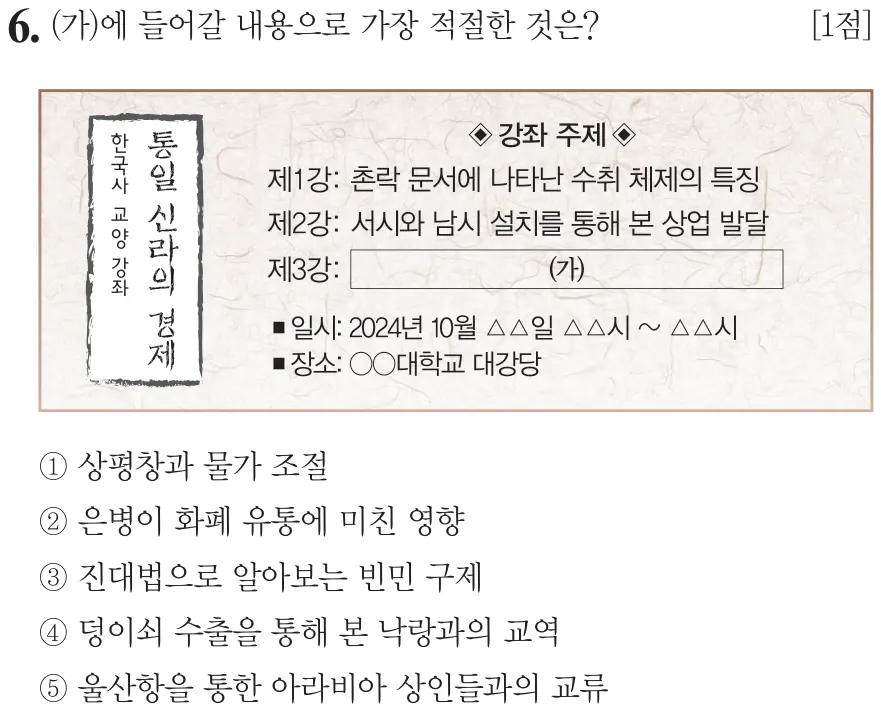 6. (가)에 들어갈 내용으로 가장 적절한 것은? [1점]
한국사 교양 강좌
통일 신라의 경제
◈ 강좌 주제 ◈
제1강: 촌락 문서에 나타난 수취 체제의 특징
제2강: 서시와 남시 설치를 통해 본 상업 발달
제3강: (가)
■ 일시: 2024년 10월 △△일 △△시 ~ △△시
■ 장소: ○○대학교 대강당
① 상평창과 물가 조절
② 은병이 화폐 유통에 미친 영향
③ 진대법으로 알아보는 빈민 구제
④ 덩이쇠 수출을 통해 본 낙랑과의 교역
⑤ 울산항을 통한 아라비아 상인들과의 교류